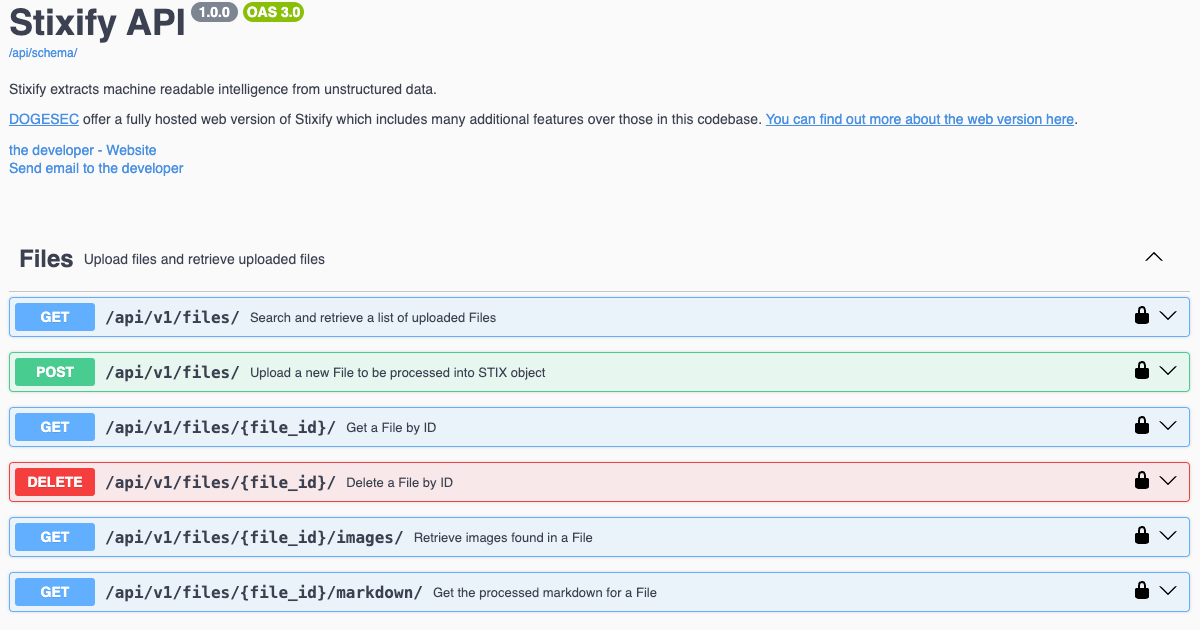 Stixify API 1.0.0 OAS 3.0
/api/schema/
Stixify extracts machine readable intelligence from unstructured data.
DOGESEC offer a fully hosted web version of Stixify which includes many additional features over those in this codebase. You can find out more about the web version here.
the developer - Website
Send email to the developer
Files Upload files and retrieve uploaded files
GET /api/v1/files/ Search and retrieve a list of uploaded Files
POST /api/v1/files/ Upload a new File to be processed into STIX object
GET /api/v1/files/{file_id}/ Get a File by ID
DELETE /api/v1/files/{file_id}/ Delete a File by ID
GET /api/v1/files/{file_id}/images/ Retrieve images found in a File
GET /api/v1/files/{file_id}/markdown/ Get the processed markdown for a File